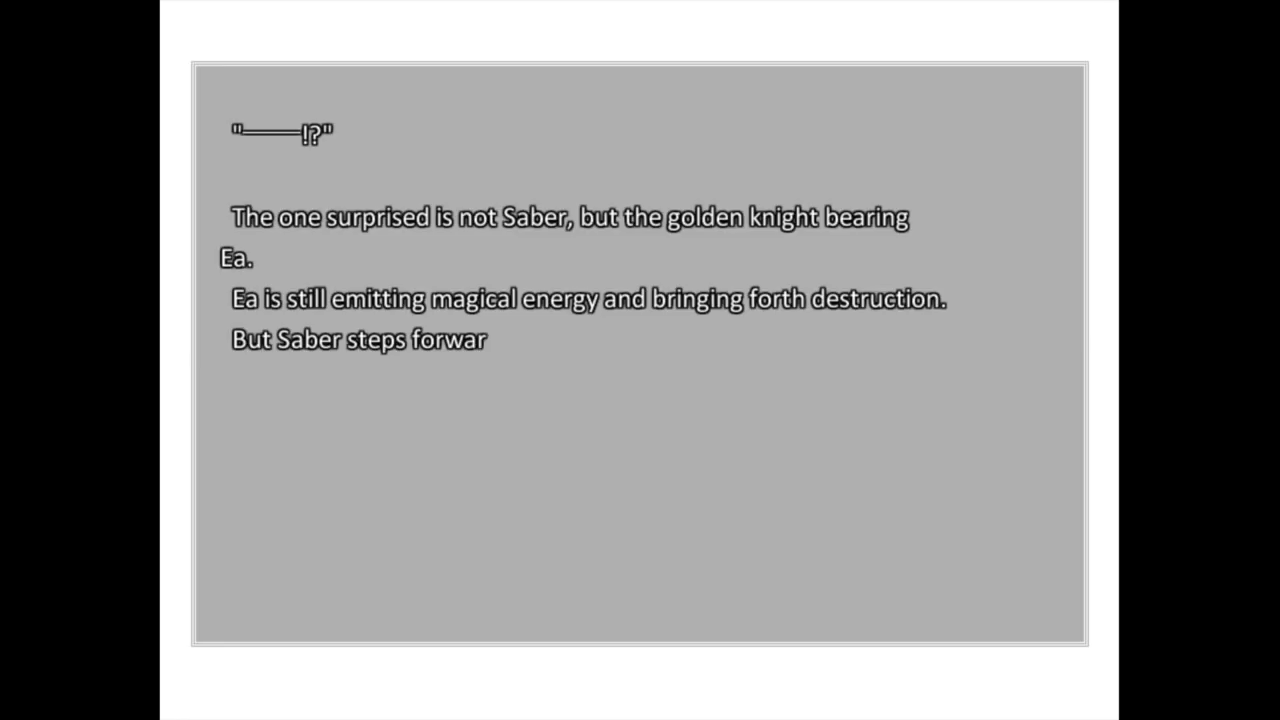 "———!?"
The one surprised is not Saber, but the golden knight bearing
Ea.
Ea is still emitting magical energy and bringing forth destruction.
But Saber steps forwar